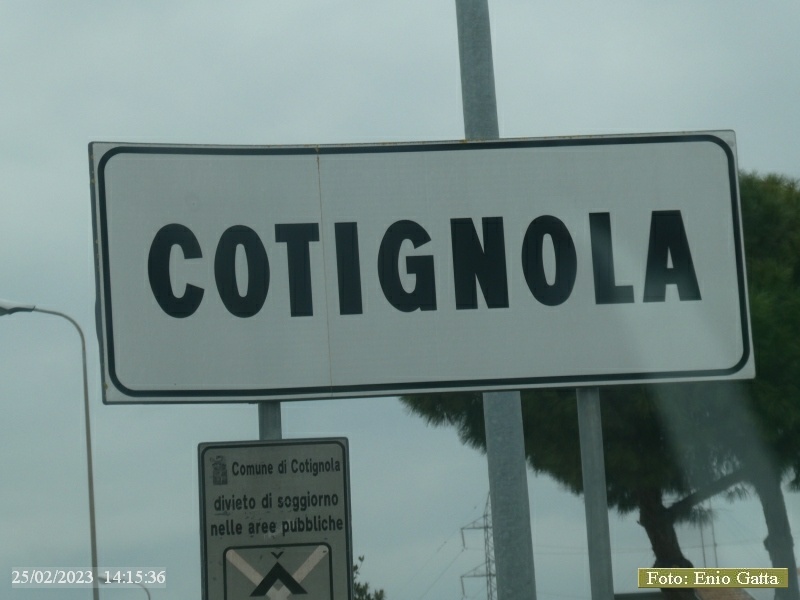 COTIGNOLA
Comune di Cotignola
divieto di soggiorno
nelle aree pubbliche
25/02/2023 14:15:36
Foto: Enio Gatta